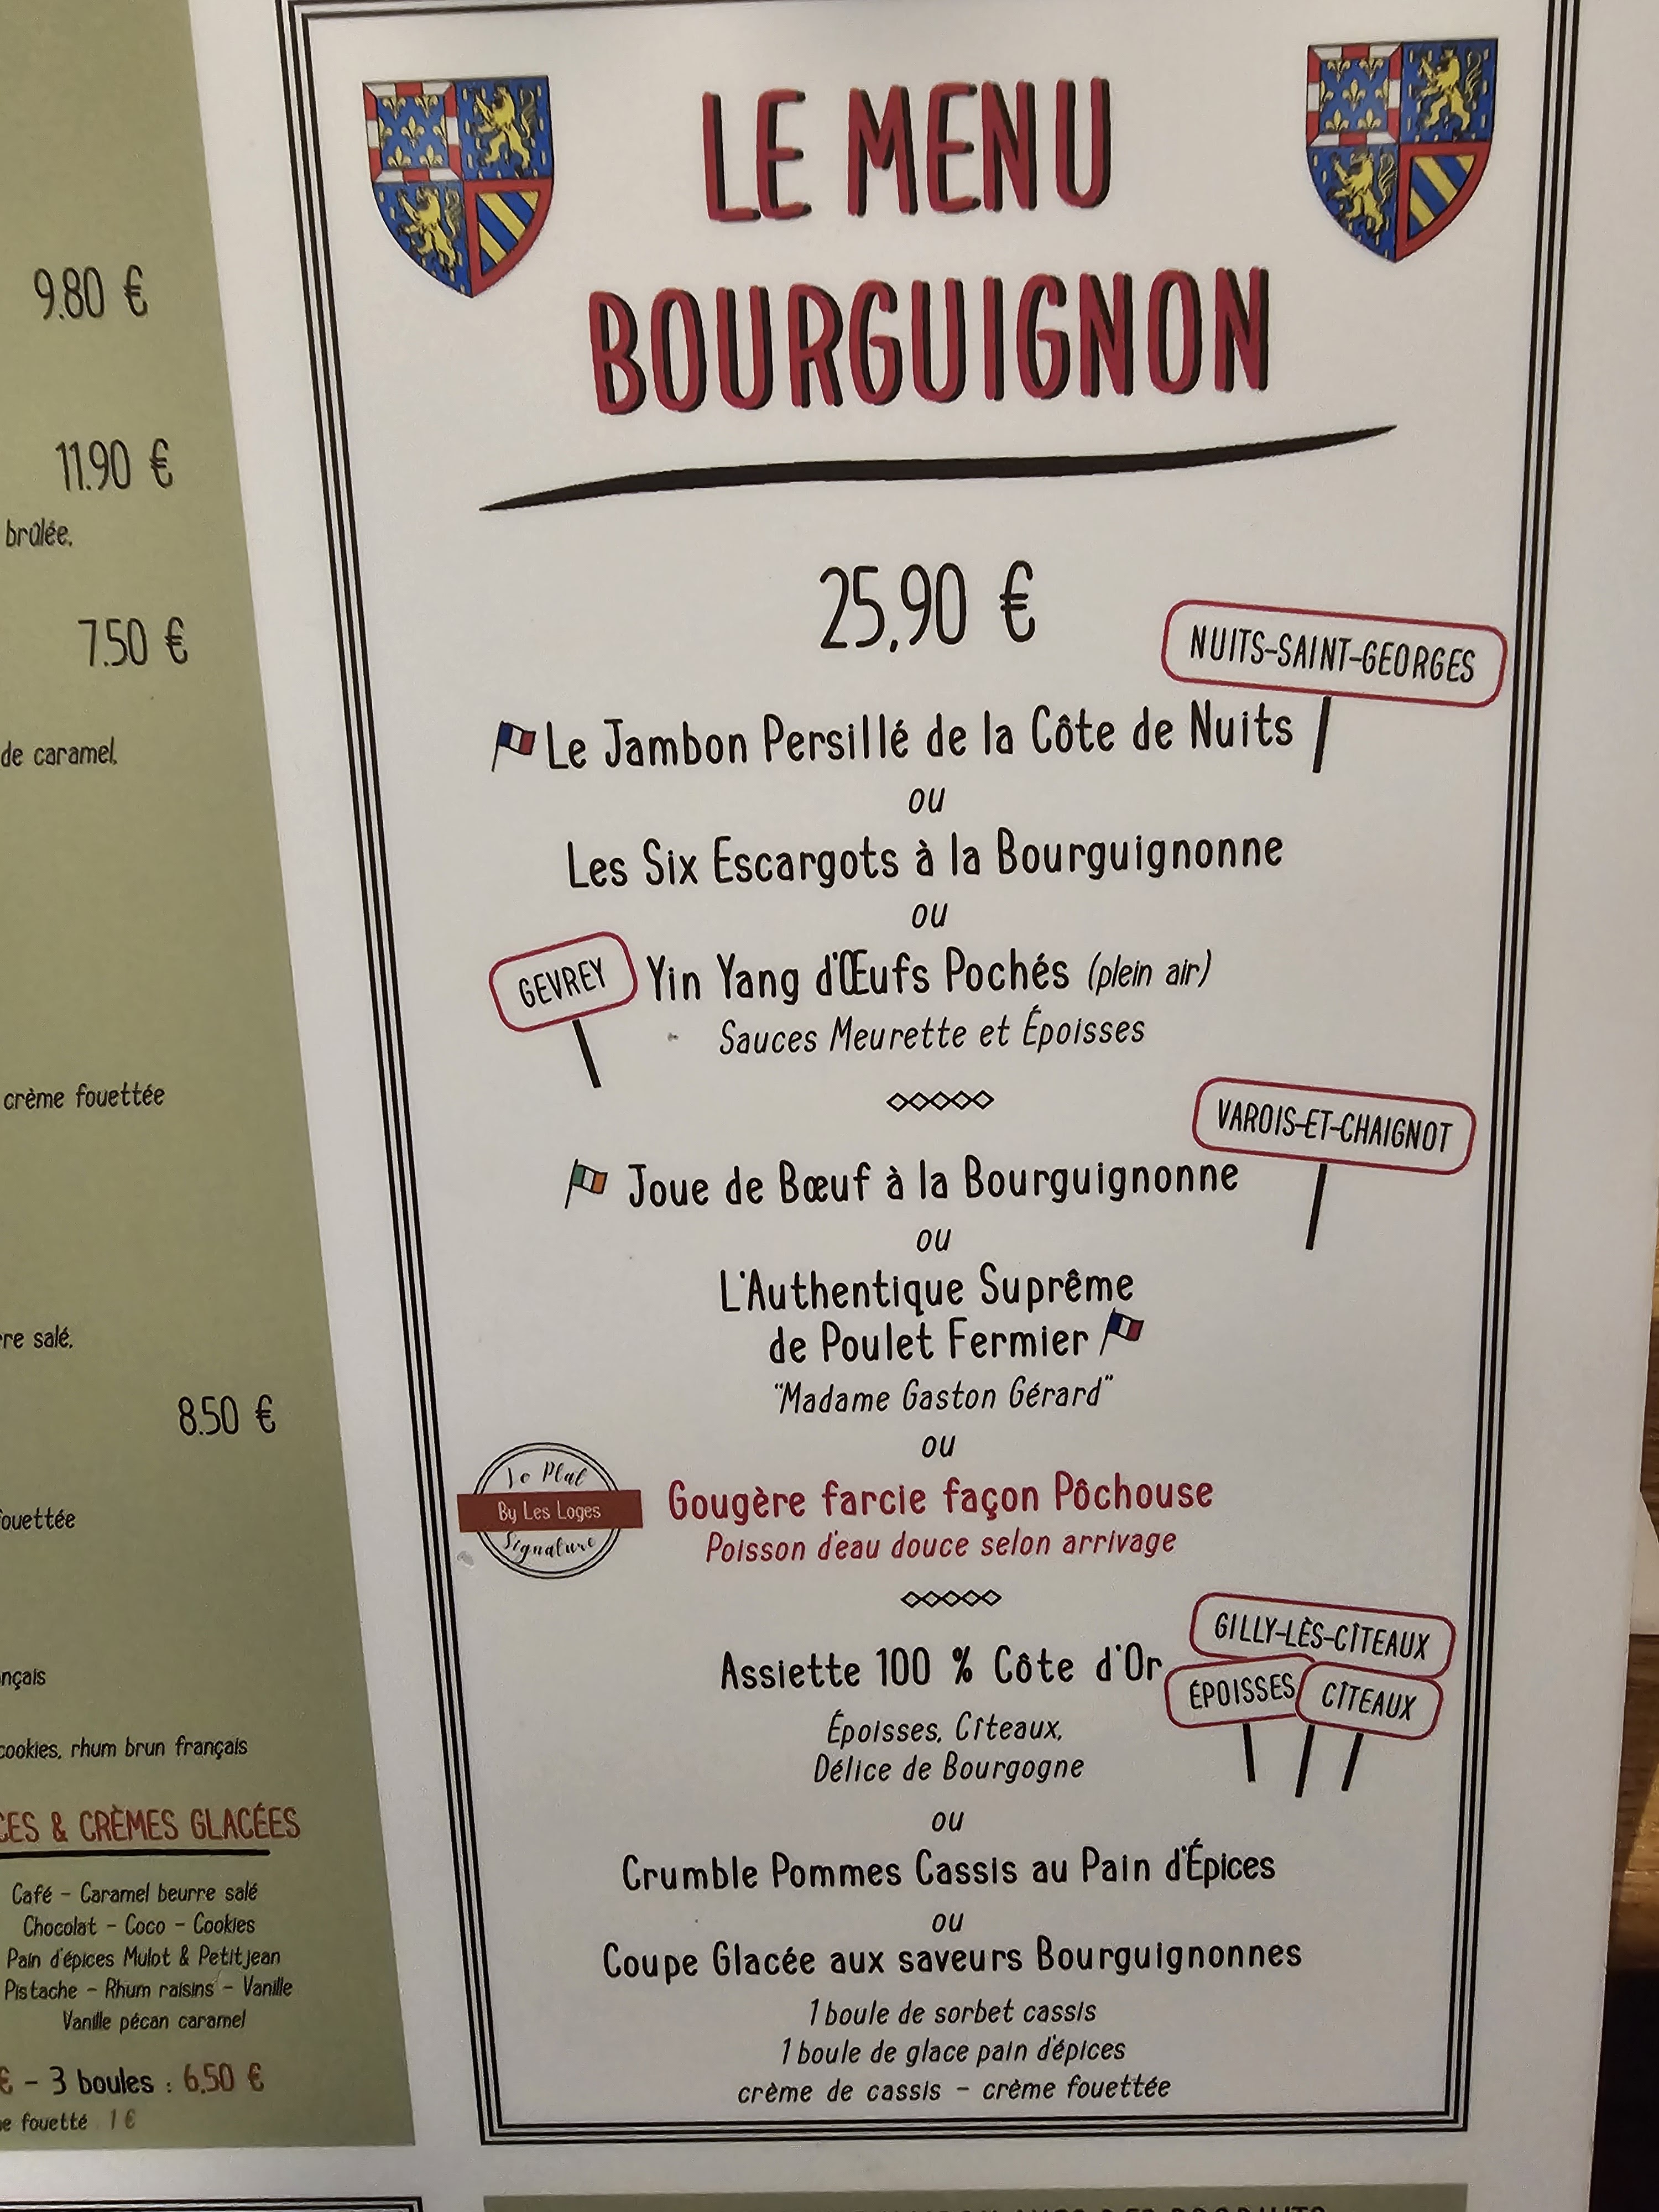 9.80 €
11.90 €
brûlée.
7.50 €
de caramel.
crème fouettée
re salé.
8.50 €
ouettée
nçais
cookies, rhum brun français
CES & CRÈMES GLACÉES
Café - Caramel beurre salé
Chocolat - Coco - Cookies
Pain d'épices Mulot & Petitjean
Pistache - Rhum raisins - Vanille
Vanille pécan caramel
€ - 3 boules : 6.50 €
e fouetté 1 €
LE MENU
BOURGUIGNON
25,90 €
NUITS-SAINT-GEORGES
Le Jambon Persillé de la Côte de Nuits
ou
Les Six Escargots à la Bourguignonne
ou
GEVREY
Yin Yang d'Œufs Pochés (plein air)
Sauces Meurette et Époisses
VAROIS-ET-CHAIGNOT
Joue de Bœuf à la Bourguignonne
ou
L'Authentique Suprême
de Poulet Fermier
"Madame Gaston Gérard"
ou
Le Plat
By Les Loges
Signature
Gougère farcie façon Pôchouse
Poisson d'eau douce selon arrivage
GILLY-LÈS-CÎTEAUX
Assiette 100 % Côte d'Or
ÉPOISSES
CÎTEAUX
Époisses, Cîteaux,
Délice de Bourgogne
ou
Crumble Pommes Cassis au Pain d'Épices
ou
Coupe Glacée aux saveurs Bourguignonnes
1 boule de sorbet cassis
1 boule de glace pain d'épices
crème de cassis - crème fouettée